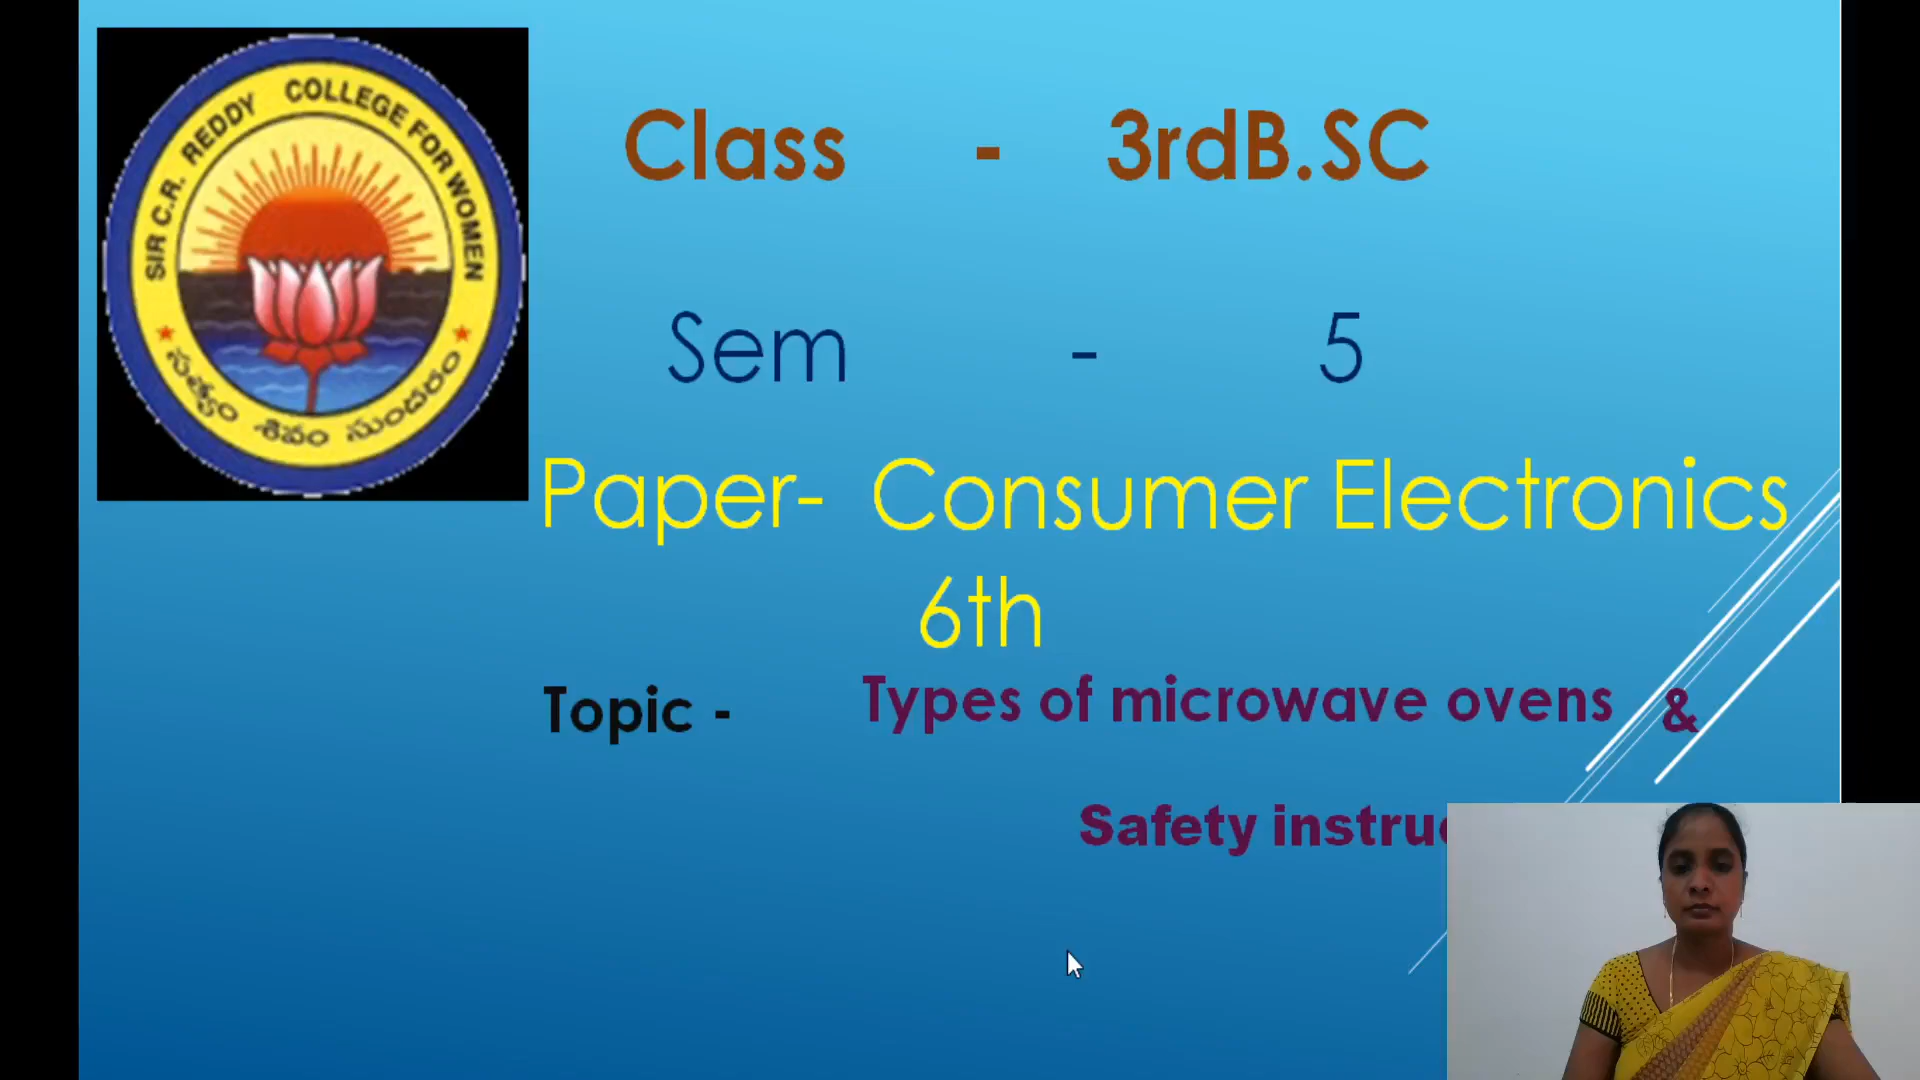 SIR C.R. REDDY COLLEGE FOR WOMEN
సత్యం శివం సుందరం
Class - 3rdB.SC
Sem - 5
Paper- Consumer Electronics
6th
Topic - Types of microwave ovens &
Safety instruc